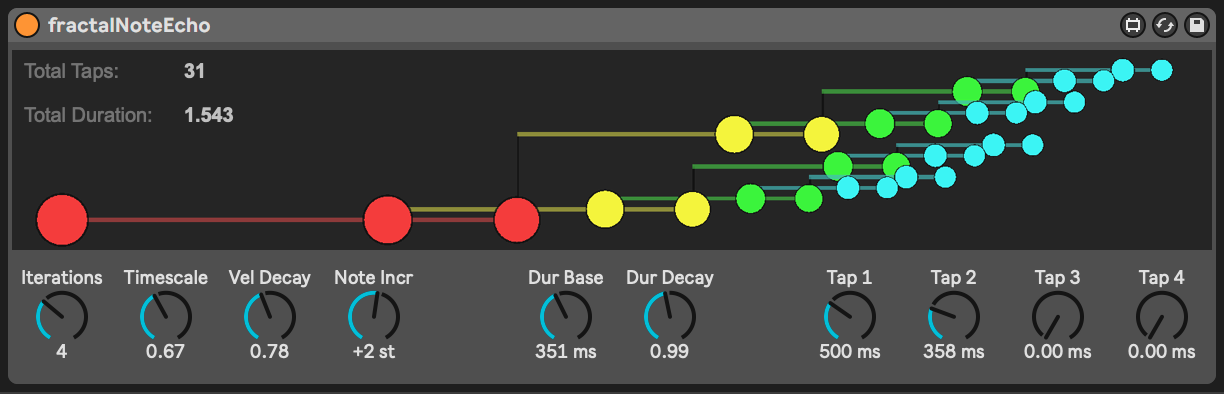 fractalNoteEcho
Total Taps: 31
Total Duration: 1.543
Iterations Timescale Vel Decay Note Incr Dur Base Dur Decay Tap 1 Tap 2 Tap 3 Tap 4
4 0.67 0.78 +2 st 351 ms 0.99 500 ms 358 ms 0.00 ms 0.00 ms